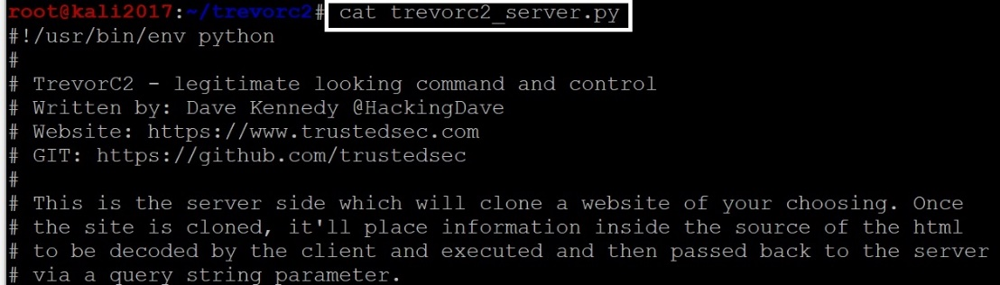 root@kali2017:~/trevorc2# cat trevorc2_server.py
#!/usr/bin/env python
#
# TrevorC2 - legitimate looking command and control
# Written by: Dave Kennedy @HackingDave
# Website: https://www.trustedsec.com
# GIT: https://github.com/trustedsec
#
# This is the server side which will clone a website of your choosing. Once
# the site is cloned, it'll place information inside the source of the html
# to be decoded by the client and executed and then passed back to the server
# via a query string parameter.